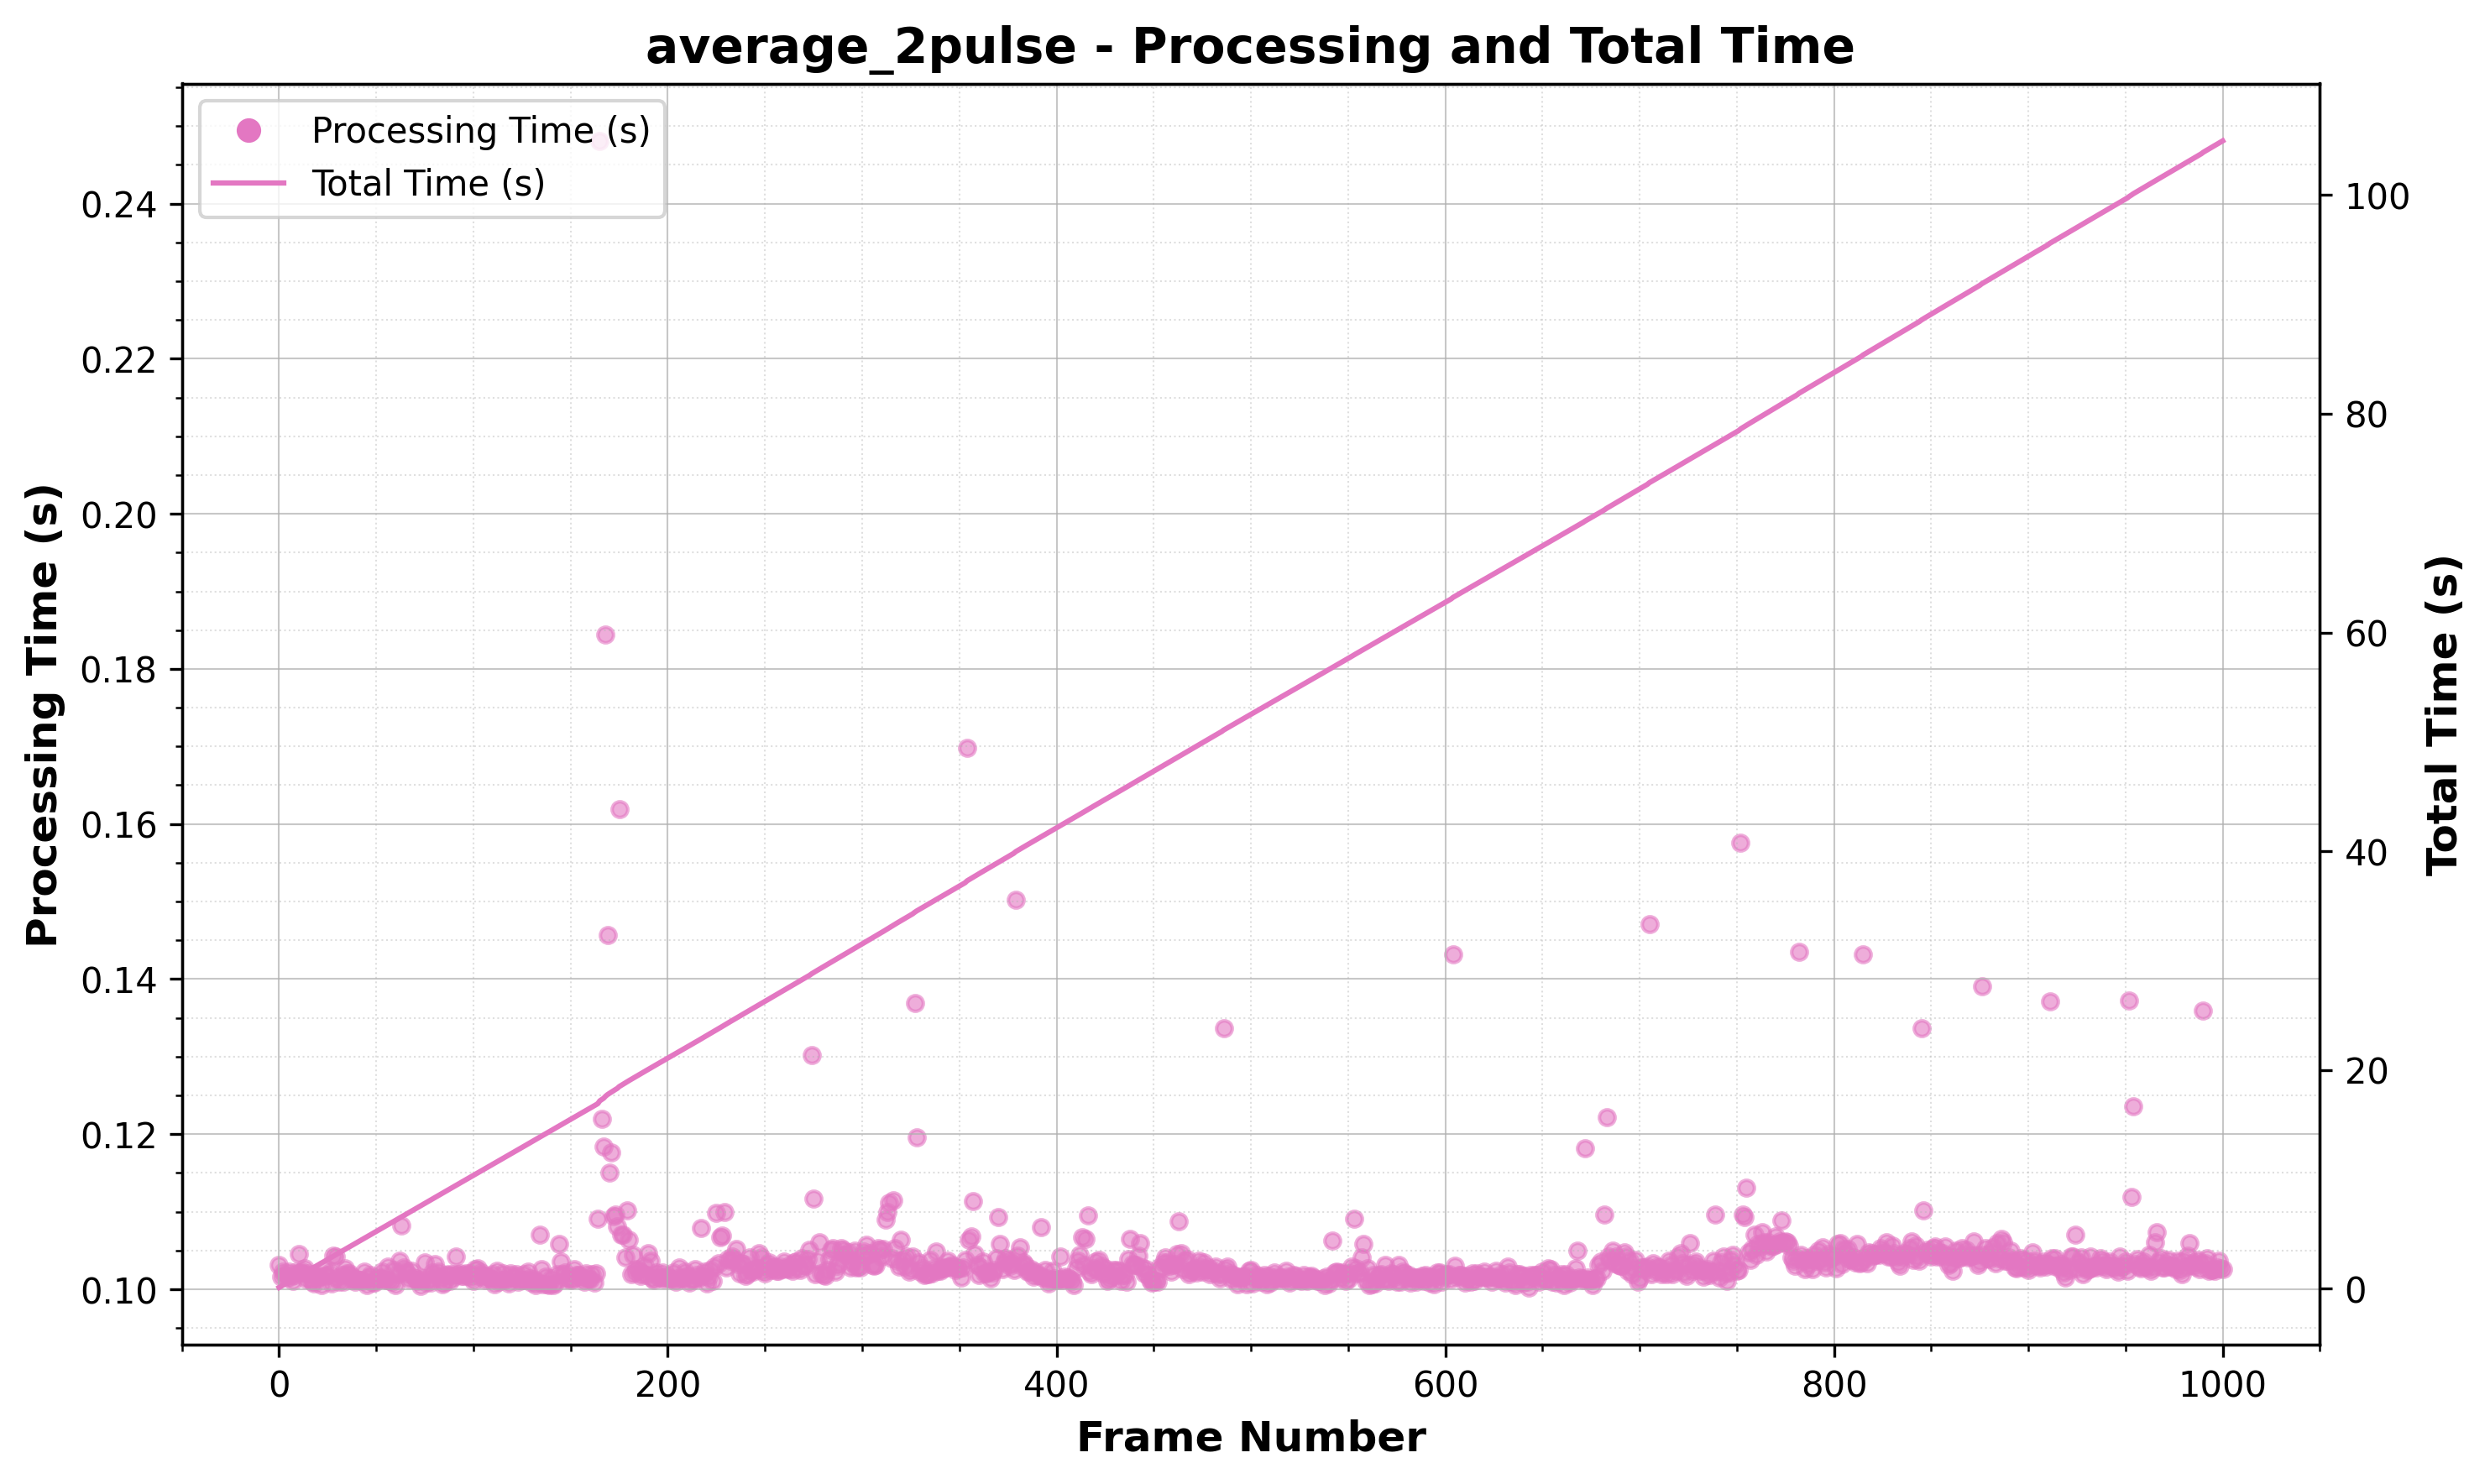 average_2pulse - Processing and Total Time
Processing Time (s)
Total Time (s)
0.24
0.22
0.20
0.18
0.16
0.14
0.12
0.10
Processing Time (s)
100
80
60
40
20
0
Total Time (s)
0 200 400 600 800 1000
Frame Number